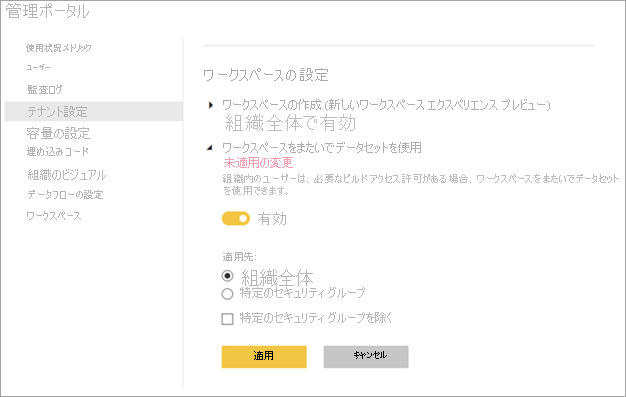 管理ポータル
使用状況メトリック
ユーザー
監査ログ
テナント設定
容量の設定
埋め込みコード
組織のビジュアル
データフローの設定
ワークスペース
ワークスペースの設定
ワークスペースの作成 (新しいワークスペース エクスペリエンス プレビュー)
組織全体で有効
ワークスペースをまたいでデータセットを使用
未適用の変更
組織内のユーザーは、必要なビルド アクセス許可がある場合、ワークスペースをまたいでデータセット
を使用できます。
有効
適用先:
組織全体
特定のセキュリティ グループ
特定のセキュリティ グループを除く
適用
キャンセル